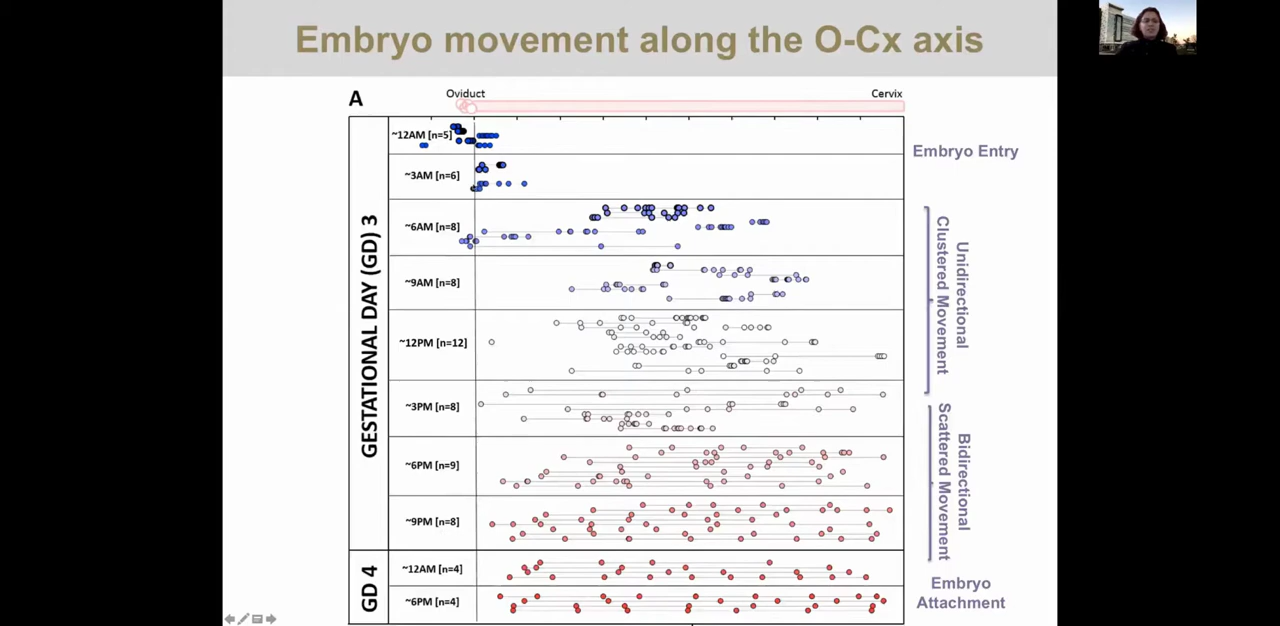 Embryo movement along the O-Cx axis
A
Oviduct
Cervix
GESTATIONAL DAY (GD) 3
~12AM [n=5]
~3AM [n=6]
~6AM [n=8]
~9AM [n=8]
~12PM [n=12]
~3PM [n=8]
~6PM [n=9]
~9PM [n=8]
GD 4
~12AM [n=4]
~6PM [n=4]
Embryo Entry
Unidirectional
Clustered Movement
Bidirectional
Scattered Movement
Embryo
Attachment